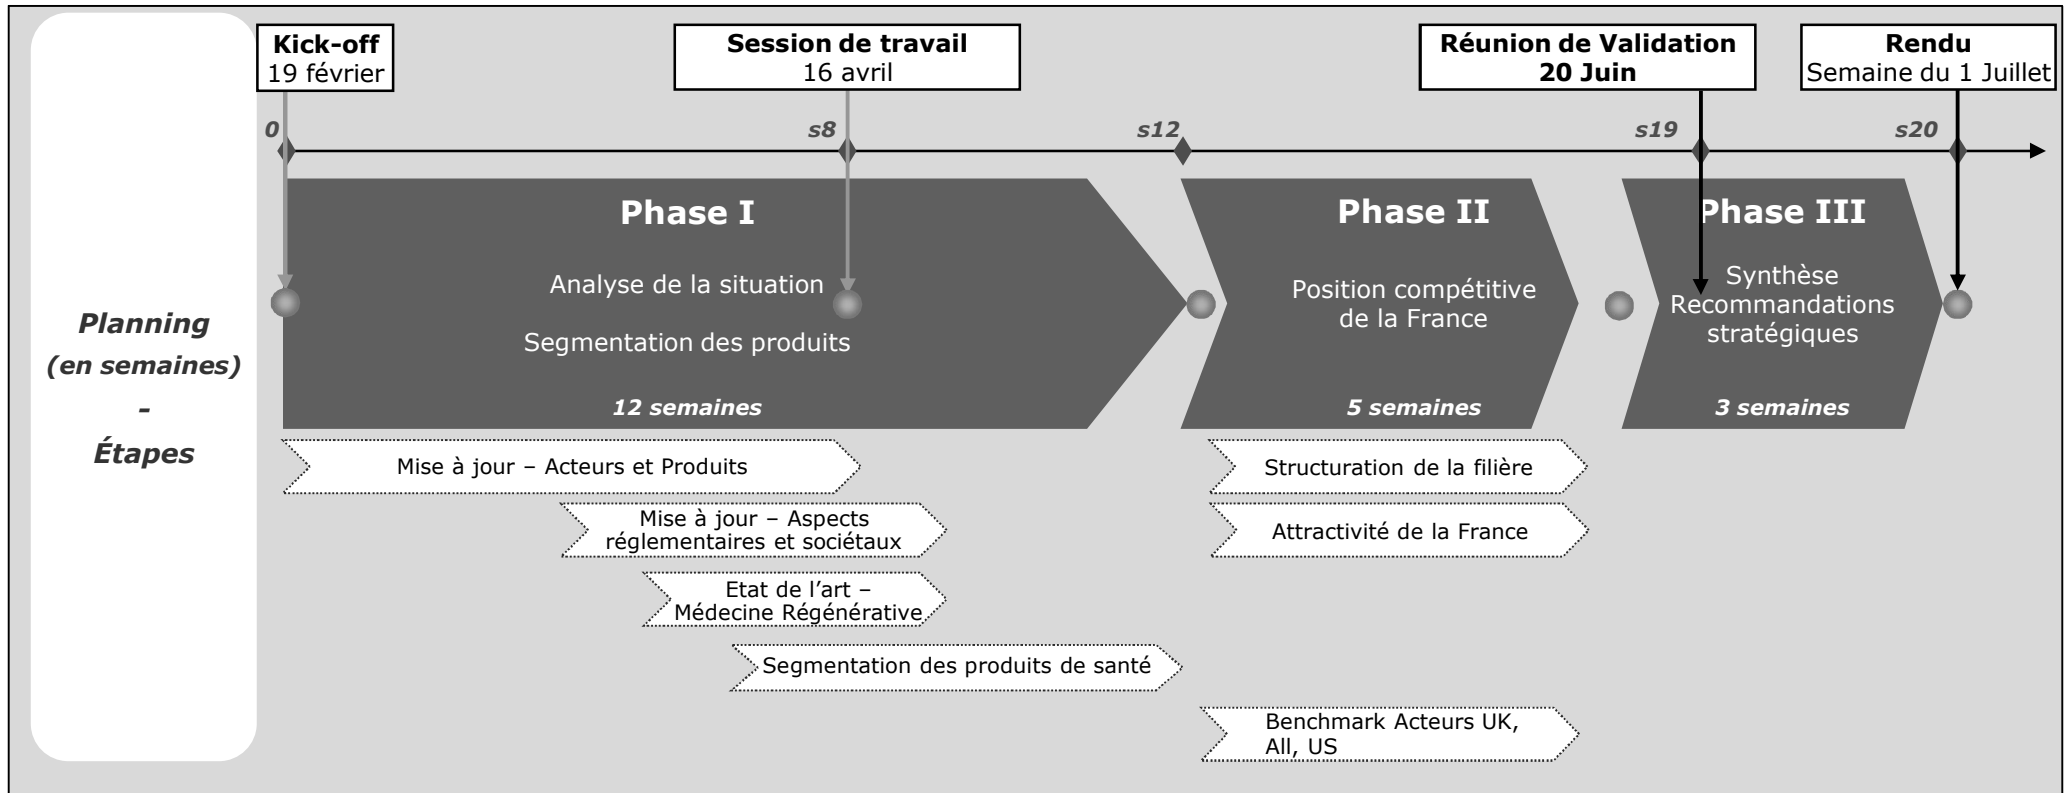 Kick-off
19 février
Session de travail
16 avril
Réunion de Validation
20 Juin
Rendu
Semaine du 1 Juillet
0
s8
s12
s19
s20
Planning
(en semaines)
-
Étapes
Phase I
Analyse de la situation
Segmentation des produits
12 semaines
Phase II
Position compétitive
de la France
5 semaines
Phase III
Synthèse
Recommandations
stratégiques
3 semaines
Mise à jour – Acteurs et Produits
Structuration de la filière
Mise à jour – Aspects
réglementaires et sociétaux
Attractivité de la France
Etat de l’art –
Médecine Régénérative
Segmentation des produits de santé
Benchmark Acteurs UK,
All, US